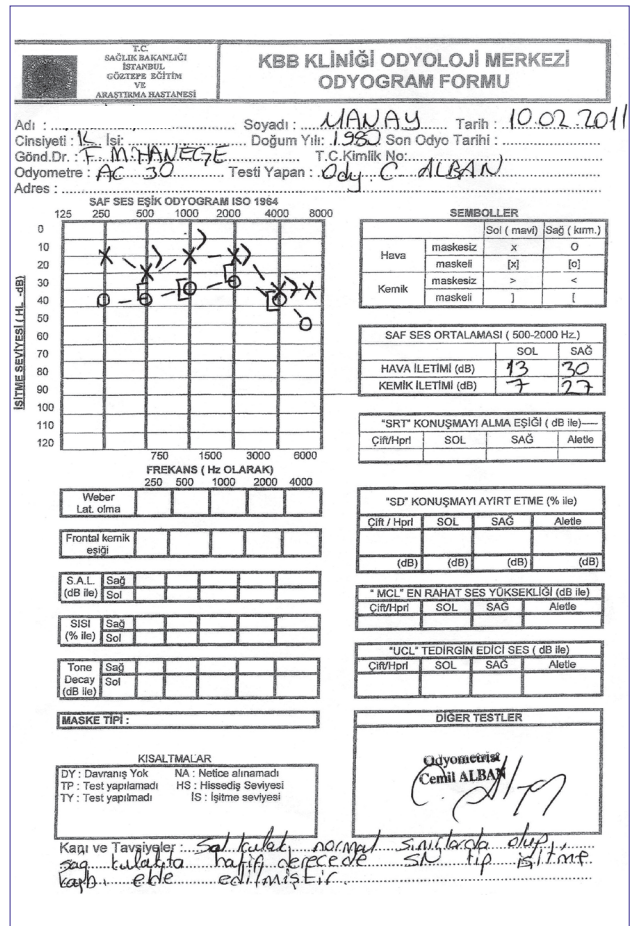 T.C.
SAĞLIK BAKANLIĞI
İSTANBUL
GÖZTEPE EĞİTİM
VE
ARAŞTIRMA HASTANESİ
KBB KLİNİĞİ ODYOLOJİ MERKEZİ
ODYOGRAM FORMU
Adı : Soyadı : MANAY Tarih : 10.02.2011
Cinsiyeti : K İşi: Doğum Yılı: 1980 Son Odyo Tarihi :
Gönd.Dr. : F. M. HANEGE T.C.Kimlik No:
Odyometre : AC 30 Testi Yapan : Ody. C ALBAN
Adres :
SAF SES EŞİK ODYOGRAM ISO 1964
125 250 500 1000 2000 4000 8000
İŞİTME SEVİYESİ (HL -dB)
0
10
20
30
40
50
60
70
80
90
100
110
120
750 1500 3000 6000
FREKANS ( Hz OLARAK)
250 500 1000 2000 4000
Weber
Lat. olma
Frontal kemik
eşiği
S.A.L. Sağ
(dB ile) Sol
SISI Sağ
(% ile) Sol
Tone Sağ
Decay Sol
(dB ile)
MASKE TİPİ :
KISALTMALAR
DY : Davranış Yok NA : Netice alınamadı
TP : Test yapılamadı HS : Hissediş Seviyesi
TY : Test yapılmadı İS : İşitme seviyesi
SEMBOLLER
Sol ( mavi) Sağ ( kırm.)
Hava maskesiz x O
maskeli [x] [o]
Kemik maskesiz > <
maskeli ] [
SAF SES ORTALAMASI ( 500-2000 Hz.)
SOL SAĞ
HAVA İLETİMİ (dB) 13 30
KEMİK İLETİMİ (dB) 7 27
"SRT" KONUŞMAYI ALMA EŞİĞİ ( dB ile)
Çift/Hprl SOL SAĞ Aletle
"SD" KONUŞMAYI AYIRT ETME (% ile)
Çift / Hprl SOL SAĞ Aletle
(dB) (dB) (dB) (dB)
" MCL" EN RAHAT SES YÜKSEKLİĞİ (dB ile)
Çift/Hprl SOL SAĞ Aletle
"UCL" TEDİRGİN EDİCİ SES ( dB ile)
Çift/Hprl SOL SAĞ Aletle
DİĞER TESTLER
Odyometrist
Cemil ALBAN
Kanı ve Tavsiyeler : Sol kulak normal sınırlarda olup,
sağ kulakta hafif derecede SN tip işitme
kaybı elde edilmiştir.